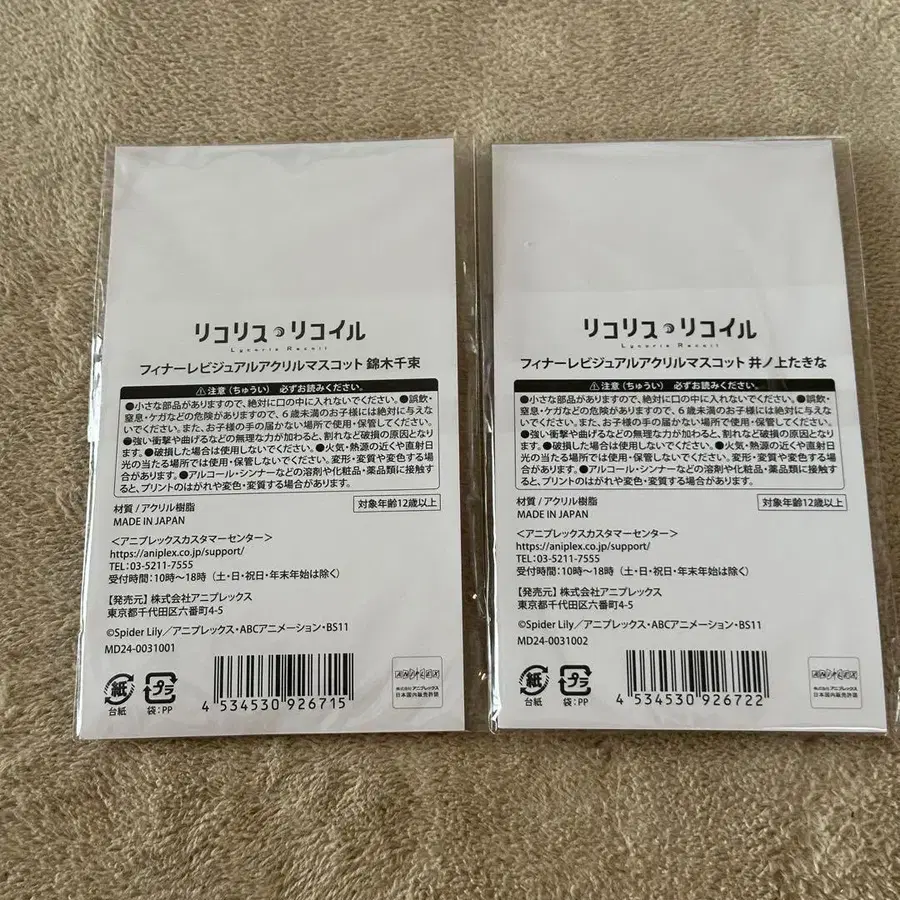 リコリス・リコイル
Lycoris Recoil
フィナーレビジュアルアクリルマスコット 錦木千束
注意（ちゅうい） 必ずお読みください。
●小さな部品がありますので、絶対に口の中に入れないでください。●誤飲・
窒息・ケガなどの危険がありますので、6歳未満のお子様には絶対に与えな
いでください。また、お子様の手の届かない場所で使用・保管してください。
●強い衝撃や曲げるなどの無理な力が加わると、割れなど破損の原因となり
ます。●破損した場合は使用しないでください。●火気・熱源の近くや直射日
光の当たる場所では使用・保管しないでください。変形・変質や変色する場
合があります。●アルコール・シンナーなどの溶剤や化粧品・薬品類に接触す
ると、プリントのはがれや変色・変質する場合があります。
材質 / アクリル樹脂
対象年齢12歳以上
MADE IN JAPAN
＜アニプレックスカスタマーセンター＞
https://aniplex.co.jp/support/
TEL：03-5211-7555
受付時間：10時～18時（土・日・祝日・年末年始は除く）
【発売元】 株式会社アニプレックス
東京都千代田区六番町4-5
©Spider Lily／アニプレックス・ABCアニメーション・BS11
MD24-0031001
紙
台紙
プラ
袋：PP
4 534530 926715
ANIPLEX
株式会社アニプレックス
日本国内販売許諾
リコリス・リコイル
Lycoris Recoil
フィナーレビジュアルアクリルマスコット 井ノ上たきな
注意（ちゅうい） 必ずお読みください。
●小さな部品がありますので、絶対に口の中に入れないでください。●誤飲・
窒息・ケガなどの危険がありますので、6歳未満のお子様には絶対に与えな
いでください。また、お子様の手の届かない場所で使用・保管してください。
●強い衝撃や曲げるなどの無理な力が加わると、割れなど破損の原因となり
ます。●破損した場合は使用しないでください。●火気・熱源の近くや直射日
光の当たる場所では使用・保管しないでください。変形・変質や変色する場
合があります。●アルコール・シンナーなどの溶剤や化粧品・薬品類に接触す
ると、プリントのはがれや変色・変質する場合があります。
材質 / アクリル樹脂
対象年齢12歳以上
MADE IN JAPAN
＜アニプレックスカスタマーセンター＞
https://aniplex.co.jp/support/
TEL：03-5211-7555
受付時間：10時～18時（土・日・祝日・年末年始は除く）
【発売元】 株式会社アニプレックス
東京都千代田区六番町4-5
©Spider Lily／アニプレックス・ABCアニメーション・BS11
MD24-0031002
紙
台紙
プラ
袋：PP
4 534530 926722
ANIPLEX
株式会社アニプレックス
日本国内販売許諾